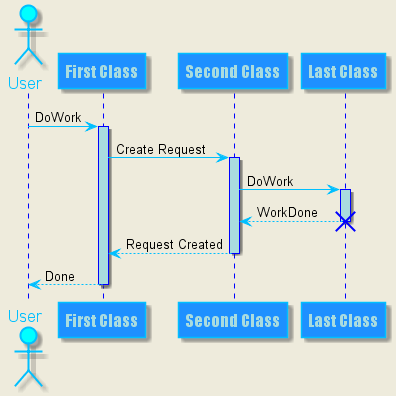 User
First Class
Second Class
Last Class
DoWork
Create Request
DoWork
WorkDone
Request Created
Done
User
First Class
Second Class
Last Class